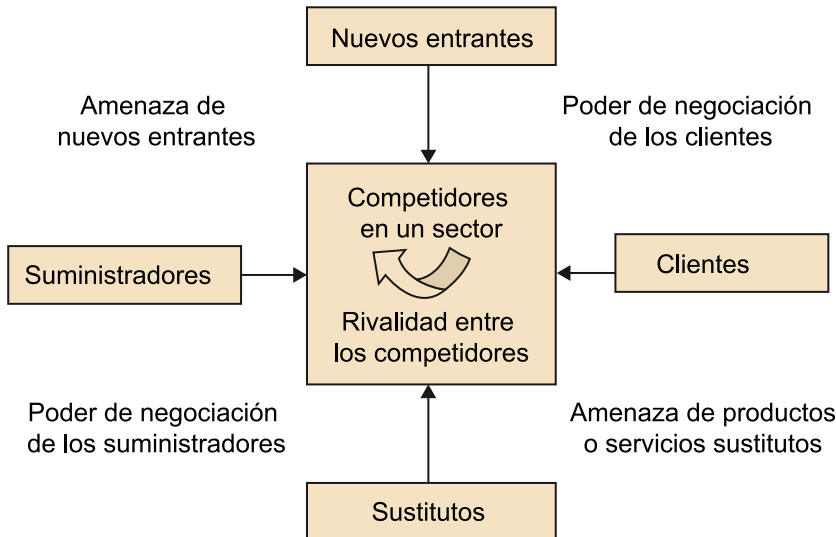 Nuevos entrantes
Amenaza de
nuevos entrantes
Poder de negociación
de los clientes
Competidores
en un sector
Suministradores
Clientes
Rivalidad entre
los competidores
Poder de negociación
de los suministradores
Amenaza de productos
o servicios sustitutos
Sustitutos